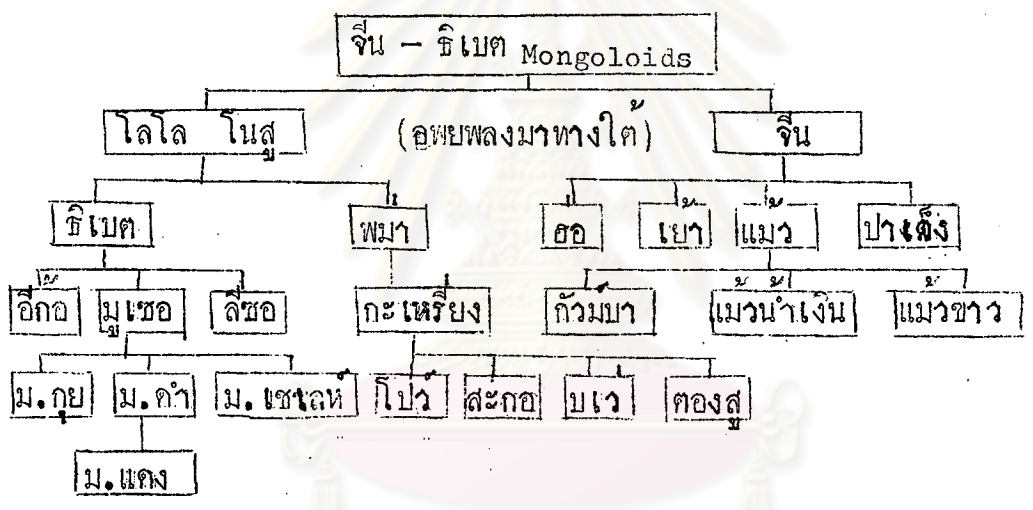 จีน - ธิเบต Mongoloids
โลโล โนสู (อพยพลงมาทางใต้) จีน
ธิเบต พม่า ฮ่อ เย้า แม้ว ปาเต็ง
อีก้อ มูเซอ ลีซอ กะเหรี่ยง กัวมบา แม้วน้ำเงิน แม้วขาว
ม.กุย ม.ดำ ม.เชเลห์ โปว์ สะกอ บเว่ ตองสู
ม.แดง